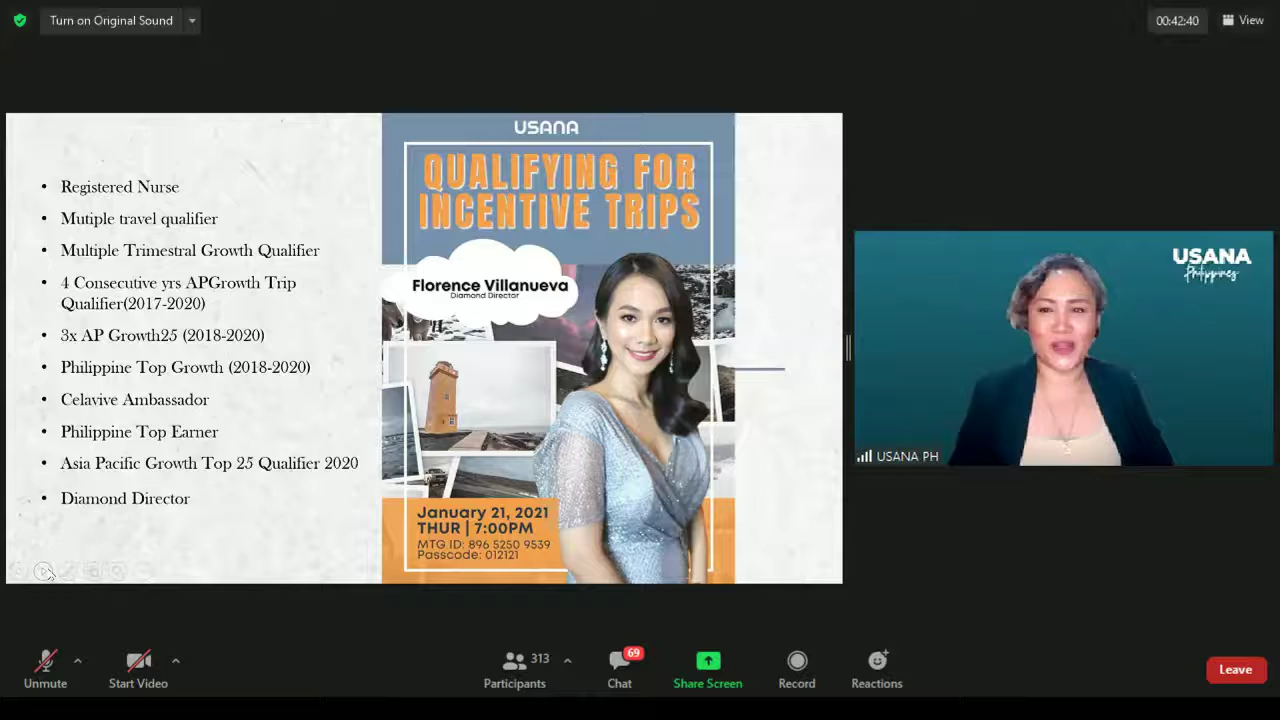 Turn on Original Sound
00:42:40
View
Registered Nurse
Mutiple travel qualifier
Multiple Trimestral Growth Qualifier
4 Consecutive yrs APGrowth Trip
Qualifier(2017-2020)
3x AP Growth25 (2018-2020)
Philippine Top Growth (2018-2020)
Celavive Ambassador
Philippine Top Earner
Asia Pacific Growth Top 25 Qualifier 2020
Diamond Director
USANA
QUALIFYING FOR
INCENTIVE TRIPS
Florence Villanueva
Diamond Director
January 21, 2021
THUR | 7:00PM
MTG ID: 896 5250 9539
Passcode: 012121
USANA
Philippines
USANA PH
Unmute
Start Video
313
Participants
69
Chat
Share Screen
Record
Reactions
Leave